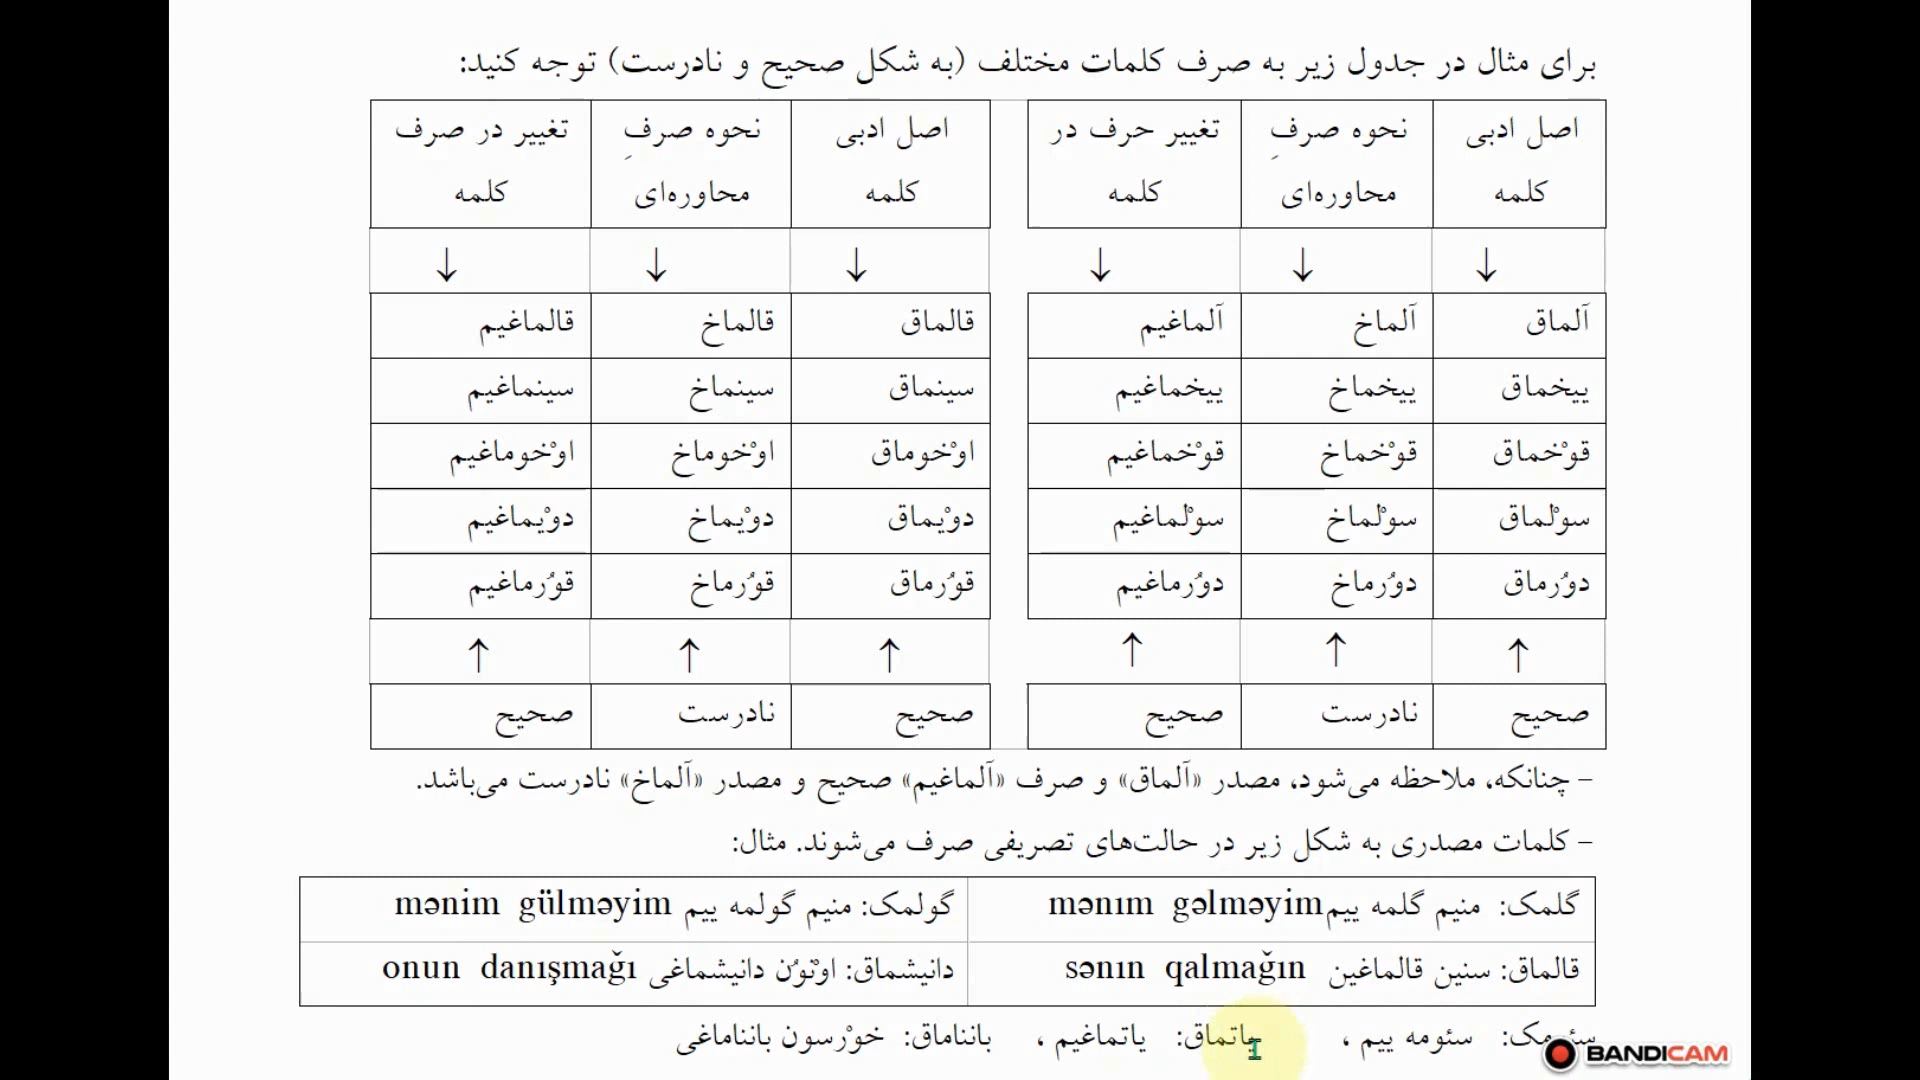 برای مثال در جدول زیر به صرف کلمات مختلف (به شکل صحیح و نادرست) توجه کنید:
اصل ادبی کلمه	نحوه صرفِ محاوره‌ای	تغییر حرف در کلمه	اصل ادبی کلمه	نحوه صرفِ محاوره‌ای	تغییر در صرف کلمه
↓	↓	↓	↓	↓	↓
آلماق	آلماخ	آلماغیم	قالماق	قالماخ	قالماغیم
ییخماق	ییخماخ	ییخماغیم	سینماق	سینماخ	سینماغیم
قوْخماق	قوْخماخ	قوْخماغیم	اوْخوماق	اوْخوماخ	اوْخوماغیم
سوْلماق	سوْلماخ	سوْلماغیم	دوْیماق	دوْیماخ	دوْیماغیم
دوُرماق	دوُرماخ	دوُرماغیم	قوُرماق	قوُرماخ	قوُرماغیم
↑	↑	↑	↑	↑	↑
صحیح	نادرست	صحیح	صحیح	نادرست	صحیح
– چنانکه، ملاحظه می‌شود، مصدر «آلماق» و صرف «آلماغیم» صحیح و مصدر «آلماخ» نادرست می‌باشد.
– کلمات مصدری به شکل زیر در حالت‌های تصریفی صرف می‌شوند. مثال:
گلمک: منیم گلمه ییم mənım gəlməyim	گولمک: منیم گولمه ییم mənim gülməyim
قالماق: سنین قالماغین sənın qalmağın	دانیشماق: اوْنوُن دانیشماغی onun danışmağı
سئومک: سئومه ییم ، یاتماق: یاتماغیم ، بانناماق: خوْرسون بانناماغی
BANDICAM